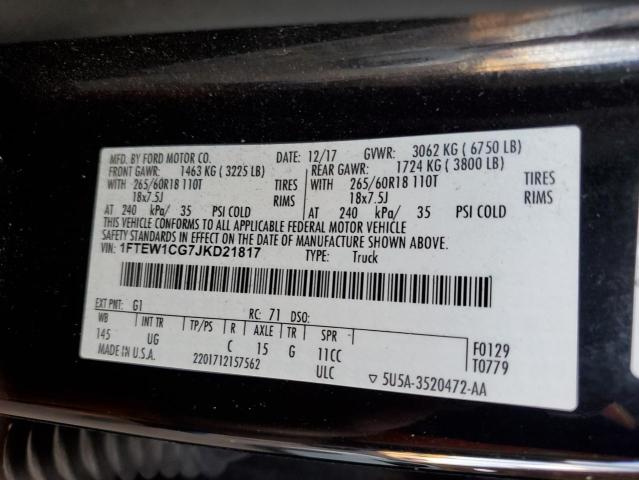 MFD. BY FORD MOTOR CO. DATE: 12/17 GVWR: 3062 KG ( 6750 LB)
FRONT GAWR: 1463 KG ( 3225 LB) REAR GAWR: 1724 KG ( 3800 LB)
WITH 265/60R18 110T TIRES WITH 265/60R18 110T TIRES
18x7.5J RIMS 18x7.5J RIMS
AT 240 kPa/ 35 PSI COLD AT 240 kPa/ 35 PSI COLD
THIS VEHICLE CONFORMS TO ALL APPLICABLE FEDERAL MOTOR VEHICLE
SAFETY STANDARDS IN EFFECT ON THE DATE OF MANUFACTURE SHOWN ABOVE.
VIN: 1FTEW1CG7JKD21817 TYPE: Truck
EXT PNT: G1 RC: 71 DSO:
WB INT TR TP/PS R AXLE TR SPR
145 UG C 15 G 11CC F0129
MADE IN U.S.A. 2201712157562 ULC T0779
▽ 5U5A-3520472-AA